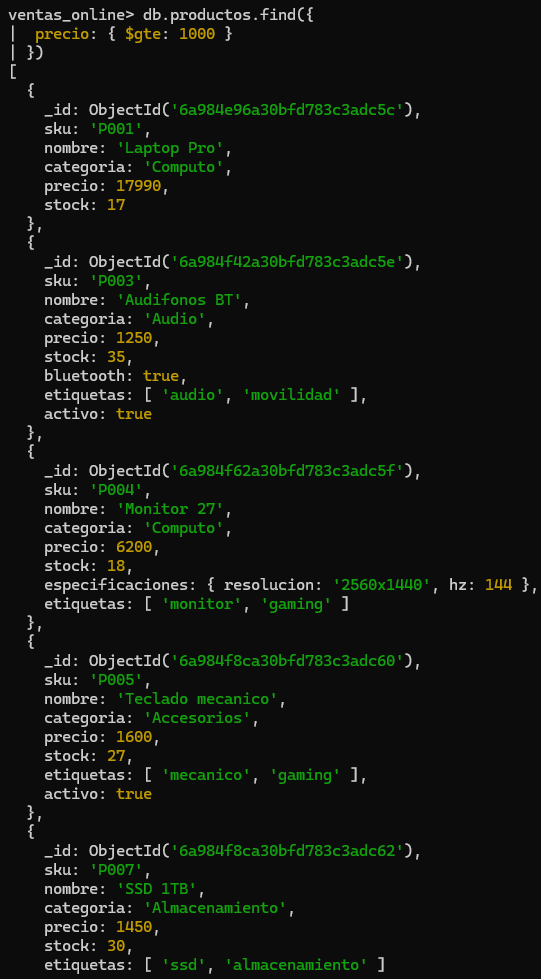 ventas_online> db.productos.find({
|  precio: { $gte: 1000 }
| })
[
  {
    _id: ObjectId('6a984e96a30bfd783c3adc5c'),
    sku: 'P001',
    nombre: 'Laptop Pro',
    categoria: 'Computo',
    precio: 17990,
    stock: 17
  },
  {
    _id: ObjectId('6a984f42a30bfd783c3adc5e'),
    sku: 'P003',
    nombre: 'Audifonos BT',
    categoria: 'Audio',
    precio: 1250,
    stock: 35,
    bluetooth: true,
    etiquetas: [ 'audio', 'movilidad' ],
    activo: true
  },
  {
    _id: ObjectId('6a984f62a30bfd783c3adc5f'),
    sku: 'P004',
    nombre: 'Monitor 27',
    categoria: 'Computo',
    precio: 6200,
    stock: 18,
    especificaciones: { resolucion: '2560x1440', hz: 144 },
    etiquetas: [ 'monitor', 'gaming' ]
  },
  {
    _id: ObjectId('6a984f8ca30bfd783c3adc60'),
    sku: 'P005',
    nombre: 'Teclado mecanico',
    categoria: 'Accesorios',
    precio: 1600,
    stock: 27,
    etiquetas: [ 'mecanico', 'gaming' ],
    activo: true
  },
  {
    _id: ObjectId('6a984f8ca30bfd783c3adc62'),
    sku: 'P007',
    nombre: 'SSD 1TB',
    categoria: 'Almacenamiento',
    precio: 1450,
    stock: 30,
    etiquetas: [ 'ssd', 'almacenamiento' ]